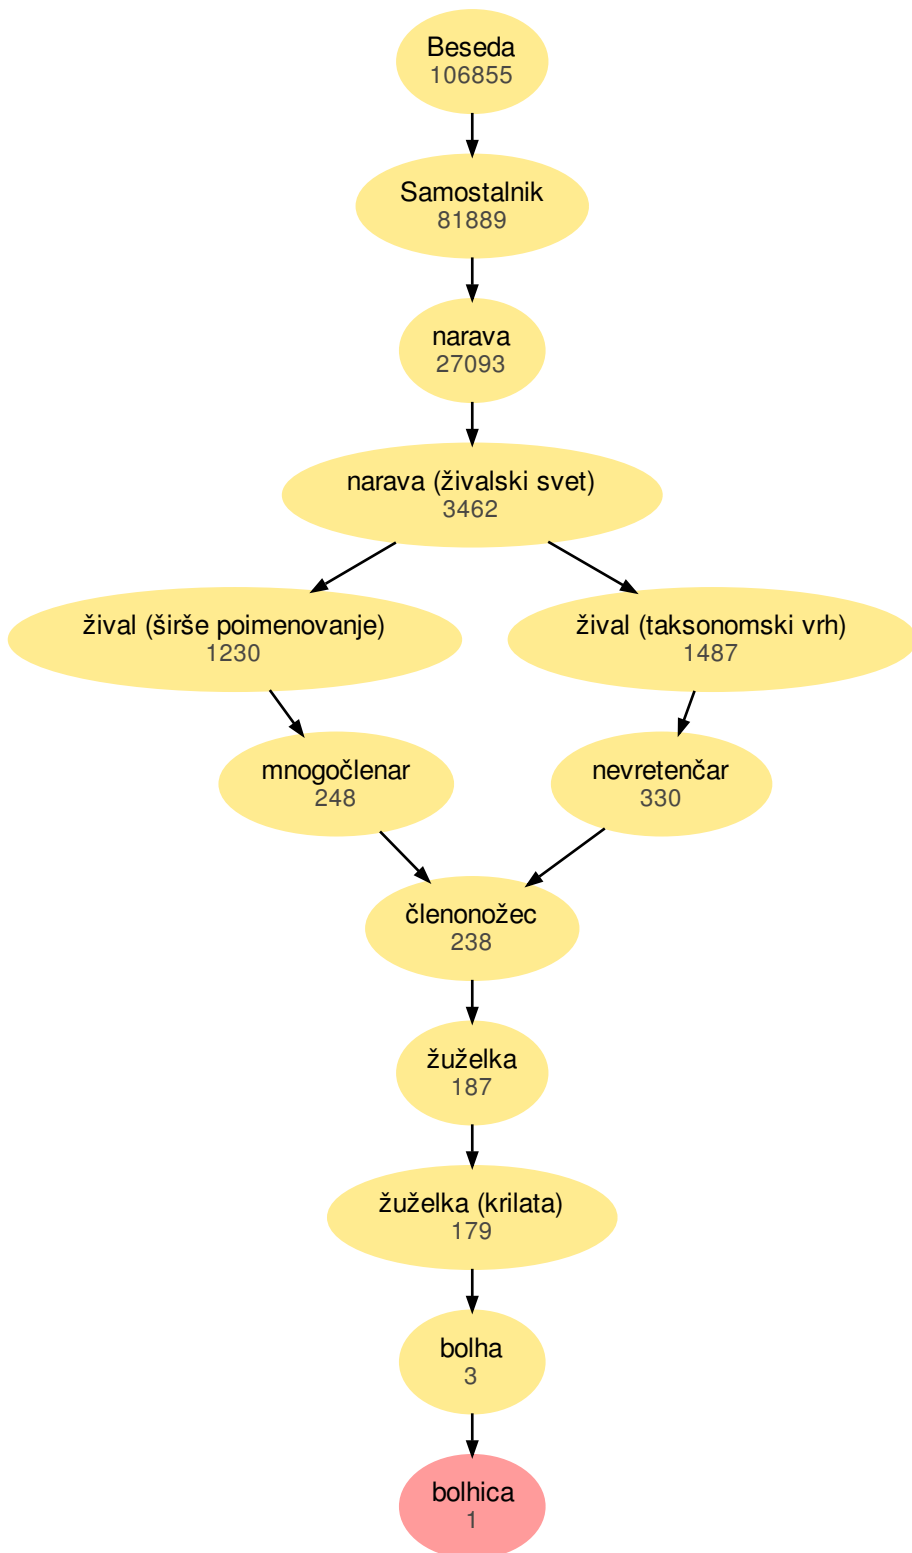 Beseda
106855
Samostalnik
81889
narava
27093
narava (živalski svet)
3462
žival (širše poimenovanje)
1230
žival (taksonomski vrh)
1487
mnogočlenar
248
nevretenčar
330
členonožec
238
žuželka
187
žuželka (krilata)
179
bolha
3
bolhica
1